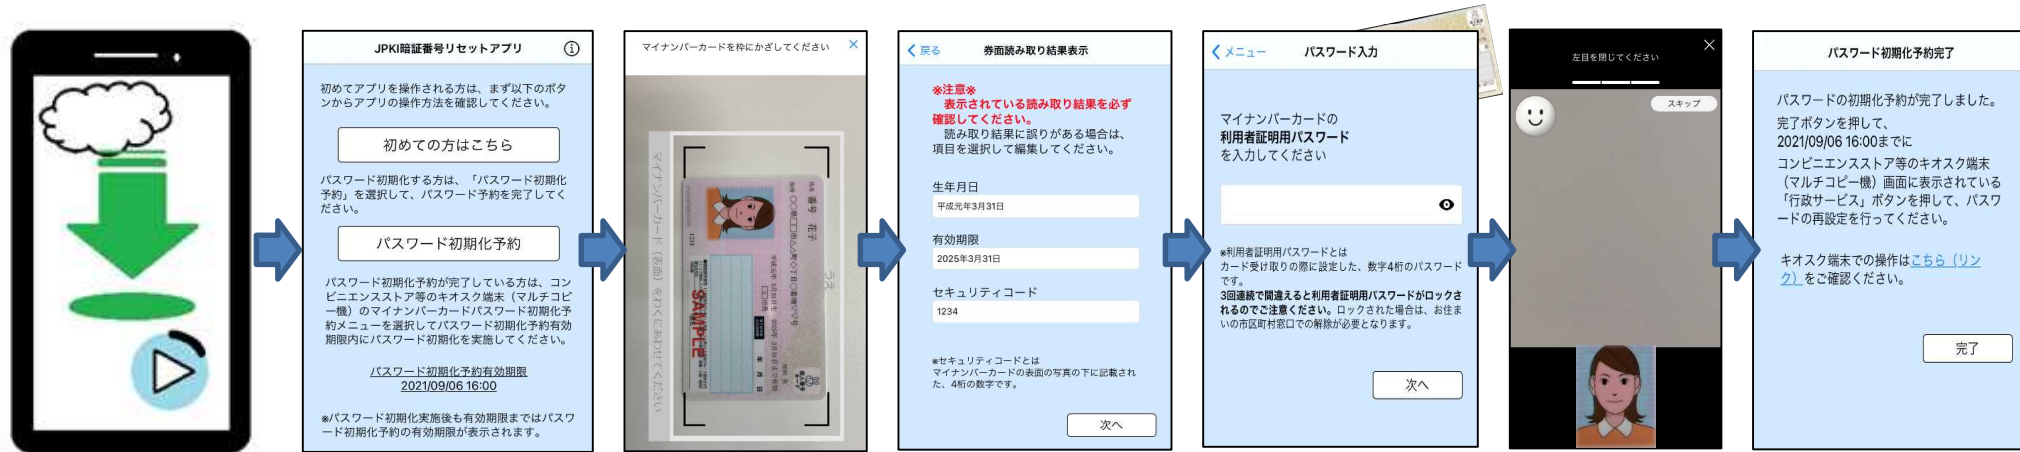 JPKI暗証番号リセットアプリ
初めてアプリを操作される方は、まず以下のボタ
ンからアプリの操作方法を確認してください。
初めての方はこちら
パスワード初期化する方は、「パスワード初期化
予約」を選択して、パスワード予約を完了してく
ださい。
パスワード初期化予約
パスワード初期化予約が完了している方は、コン
ビニエンスストア等のキオスク端末（マルチコピ
ー機）のマイナンバーカードパスワード初期化予
約メニューを選択してパスワード初期化予約有効
期限内にパスワード初期化を実施してください。
パスワード初期化予約有効期限
2021/09/06 16:00
※パスワード初期化実施後も有効期限まではパスワ
ード初期化予約の有効期限が表示されます。
マイナンバーカードを枠にかざしてください
マイナンバーカード（表面）をわくにあわせてください
うえ
番号 花子
SAMPLE
1234
戻る
券面読み取り結果表示
※注意※
表示されている読み取り結果を必ず
確認してください。
読み取り結果に誤りがある場合は、
項目を選択して編集してください。
生年月日
平成元年3月31日
有効期限
2025年3月31日
セキュリティコード
1234
※セキュリティコードとは
マイナンバーカードの表面の写真の下に記載され
た、4桁の数字です。
次へ
メニュー
パスワード入力
マイナンバーカードの
利用者証明用パスワード
を入力してください
※利用者証明用パスワードとは
カード受け取りの際に設定した、数字4桁のパスワード
です。
3回連続で間違えると利用者証明用パスワードがロックさ
れるのでご注意ください。ロックされた場合は、お住ま
いの市区町村窓口での解除が必要となります。
次へ
左目を閉じてください
スキップ
パスワード初期化予約完了
パスワードの初期化予約が完了しました。
完了ボタンを押して、
2021/09/06 16:00までに
コンビニエンスストア等のキオスク端末
（マルチコピー機）画面に表示されている
「行政サービス」ボタンを押して、パスワ
ードの再設定を行ってください。
キオスク端末での操作はこちら（リン
ク）をご確認ください。
完了